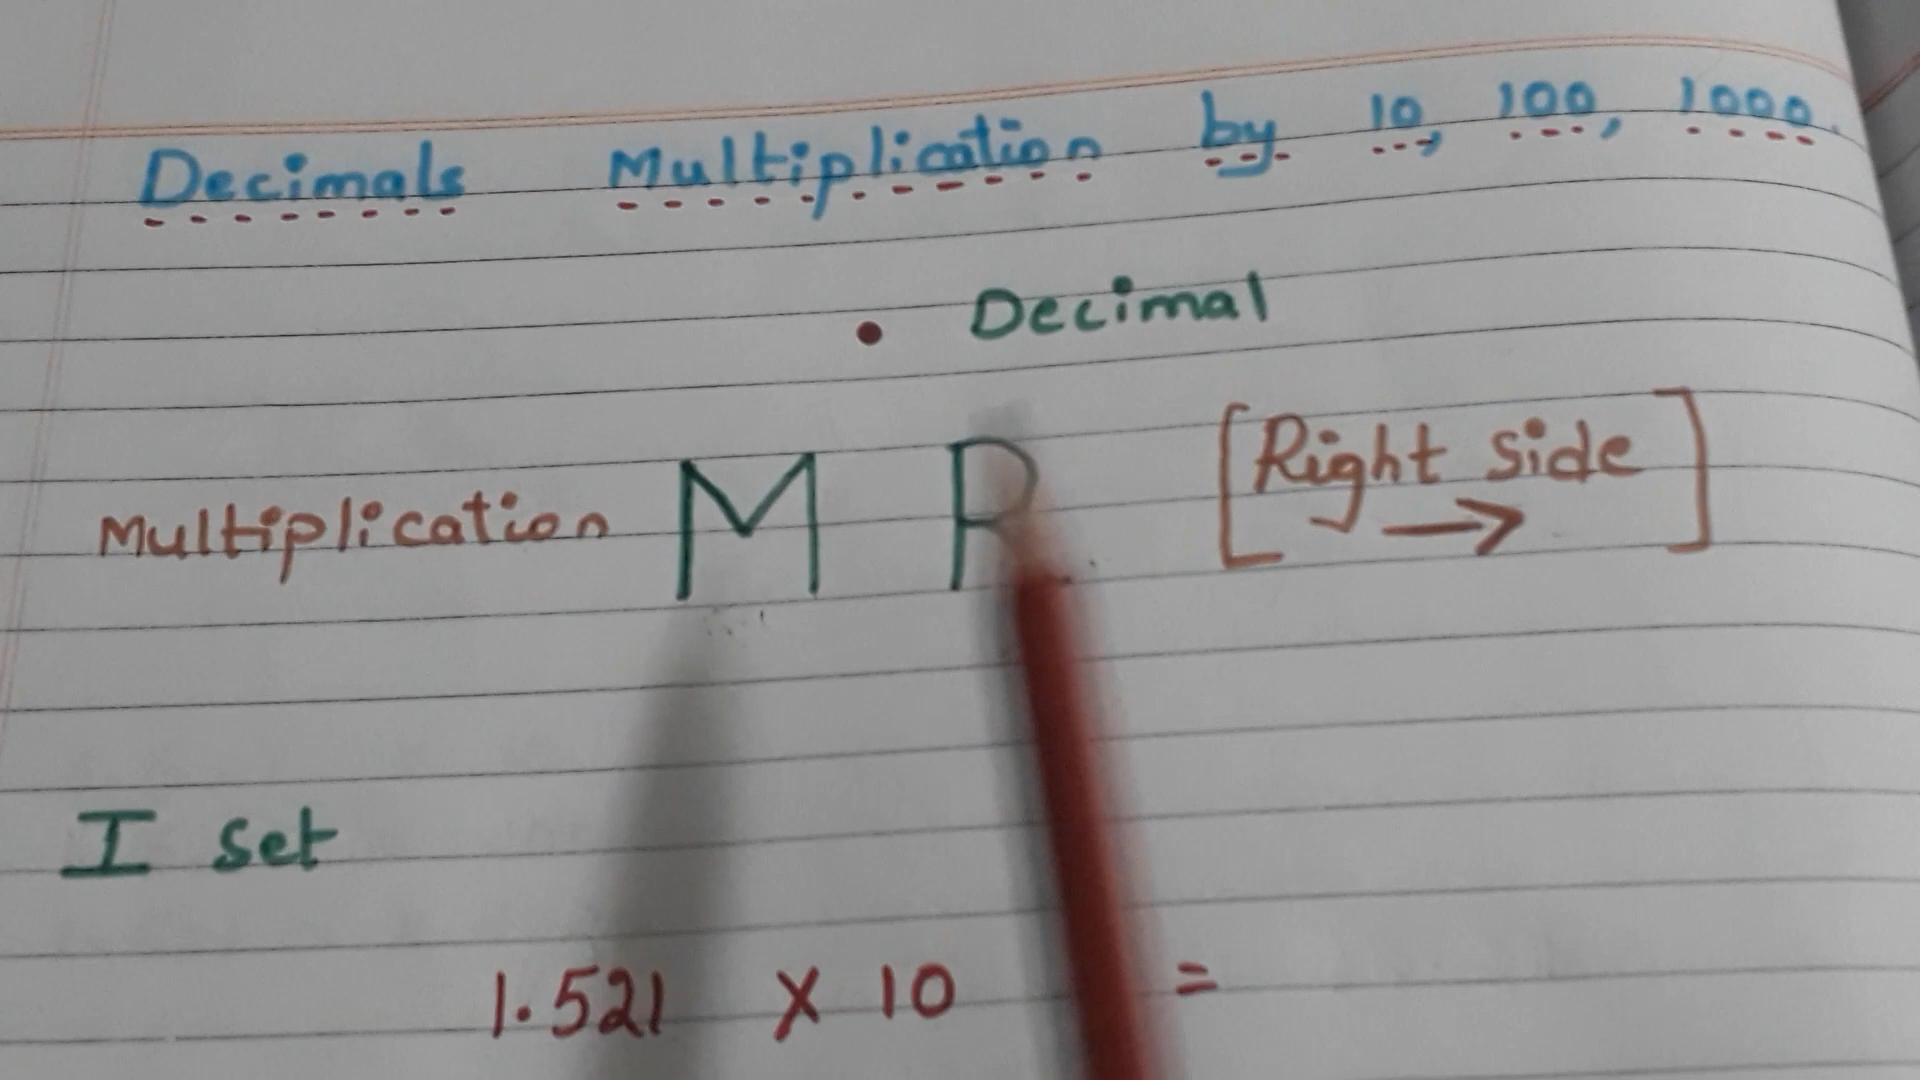 Decimals Multiplication by 10, 100, 1000.
• Decimal
Multiplication M R [Right side →]
I set
1.521 × 10 =